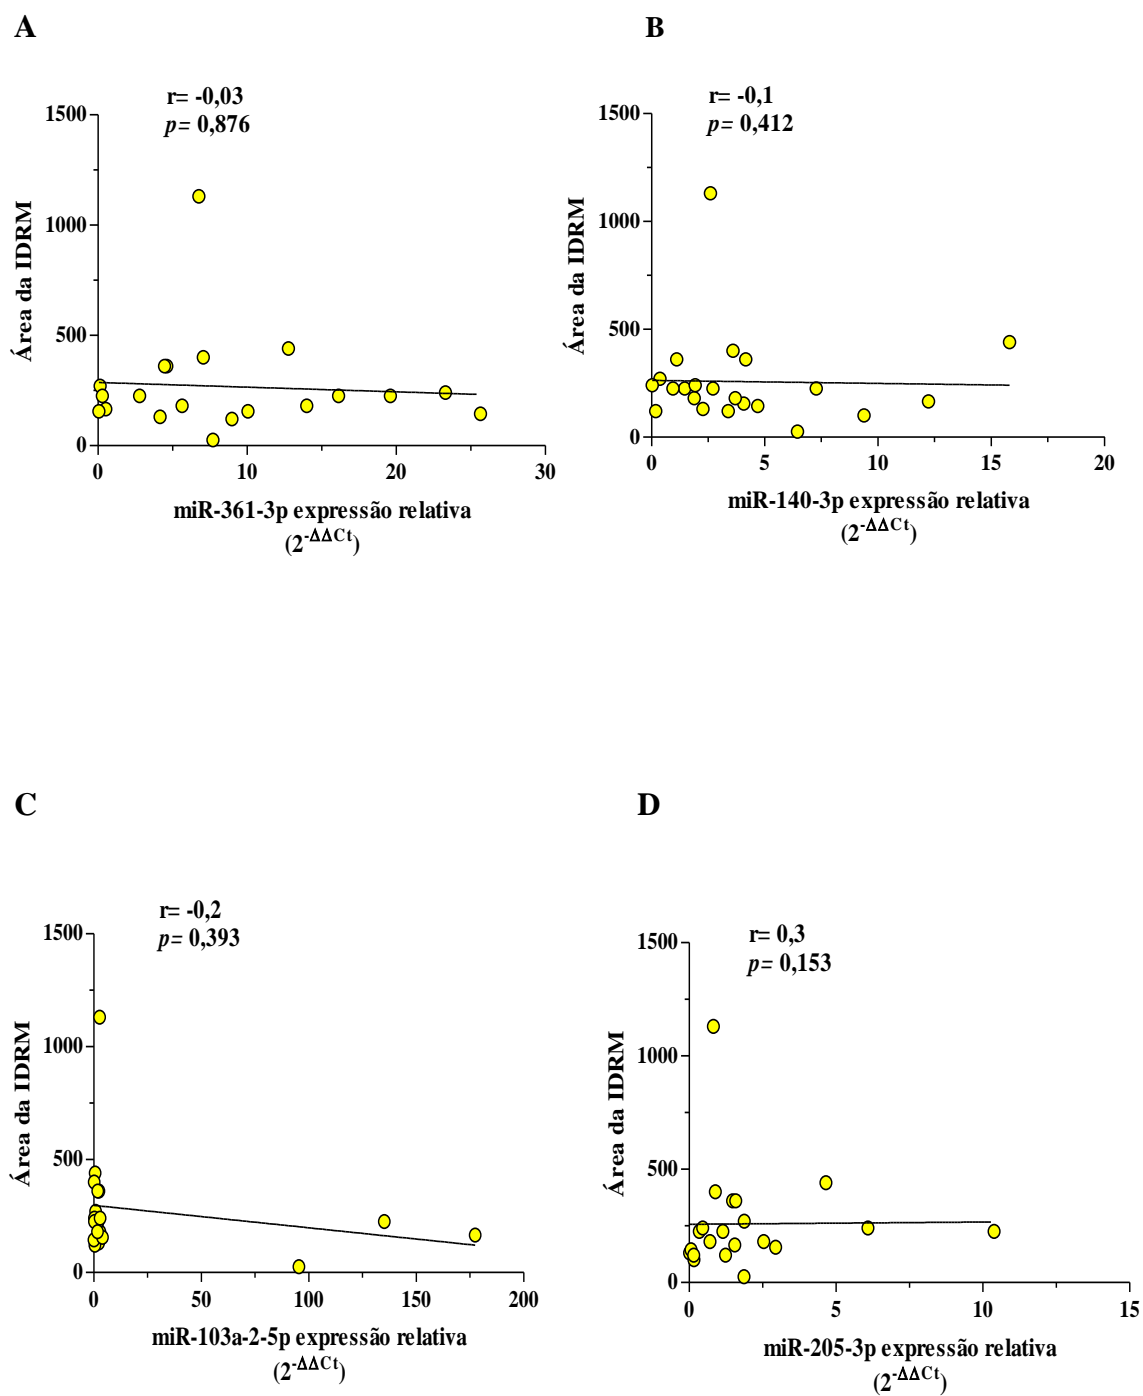 A
r= -0,03
p= 0,876
1500
1000
500
0
Área da IDRM
0 10 20 30
miR-361-3p expressão relativa
(2^-ΔΔCt)
B
r= -0,1
p= 0,412
1500
1000
500
0
Área da IDRM
0 5 10 15 20
miR-140-3p expressão relativa
(2^-ΔΔCt)
C
r= -0,2
p= 0,393
1500
1000
500
0
Área da IDRM
0 50 100 150 200
miR-103a-2-5p expressão relativa
(2^-ΔΔCt)
D
r= 0,3
p= 0,153
1500
1000
500
0
Área da IDRM
0 5 10 15
miR-205-3p expressão relativa
(2^-ΔΔCt)